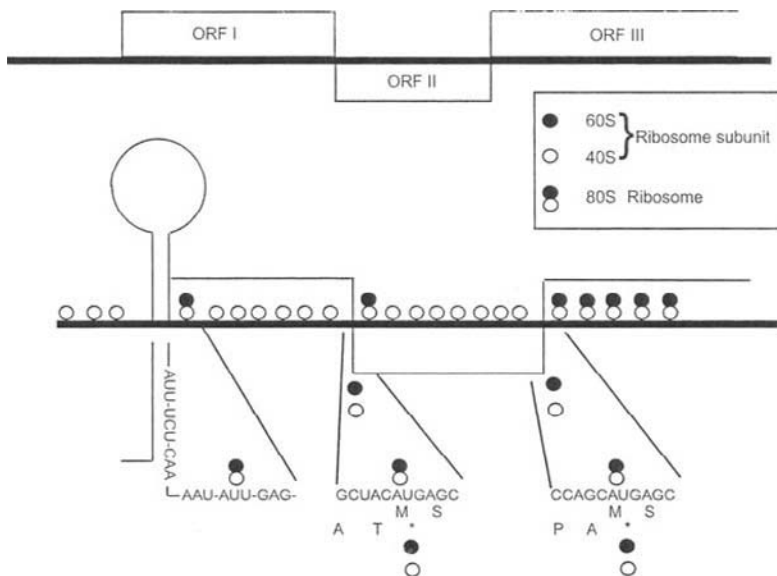 ORF I
ORF III
ORF II
60S
Ribosome subunit
40S
80S Ribosome
AUU-UCU-CAA
AAU-AUU-GAG-
GCUACAUGAGC
M S
A T *
CCAGCAUGAGC
M S
P A *